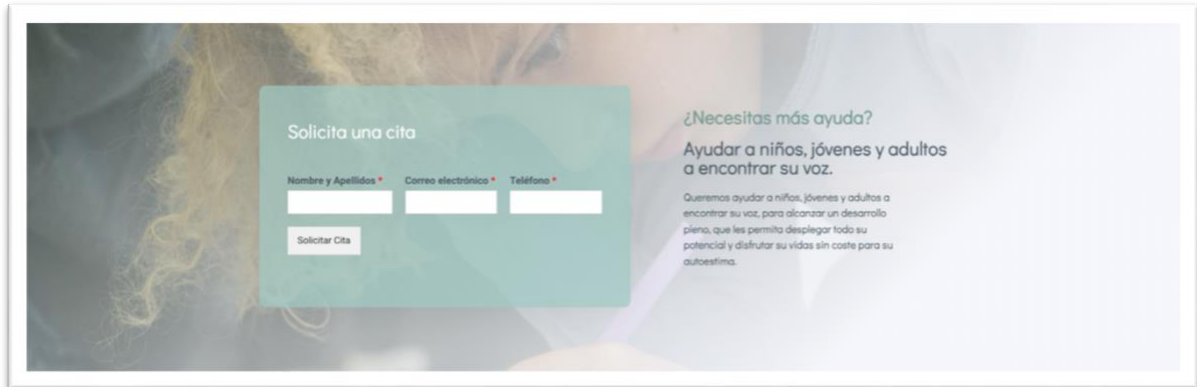 Solicita una cita
Nombre y Apellidos * Correo electrónico * Teléfono *
Solicitar Cita
¿Necesitas más ayuda?
Ayudar a niños, jóvenes y adultos
a encontrar su voz.
Queremos ayudar a niños, jóvenes y adultos a
encontrar su voz, para alcanzar un desarrollo
pleno, que les permita desplegar todo su
potencial y disfrutar su vidas sin coste para su
autoestima.